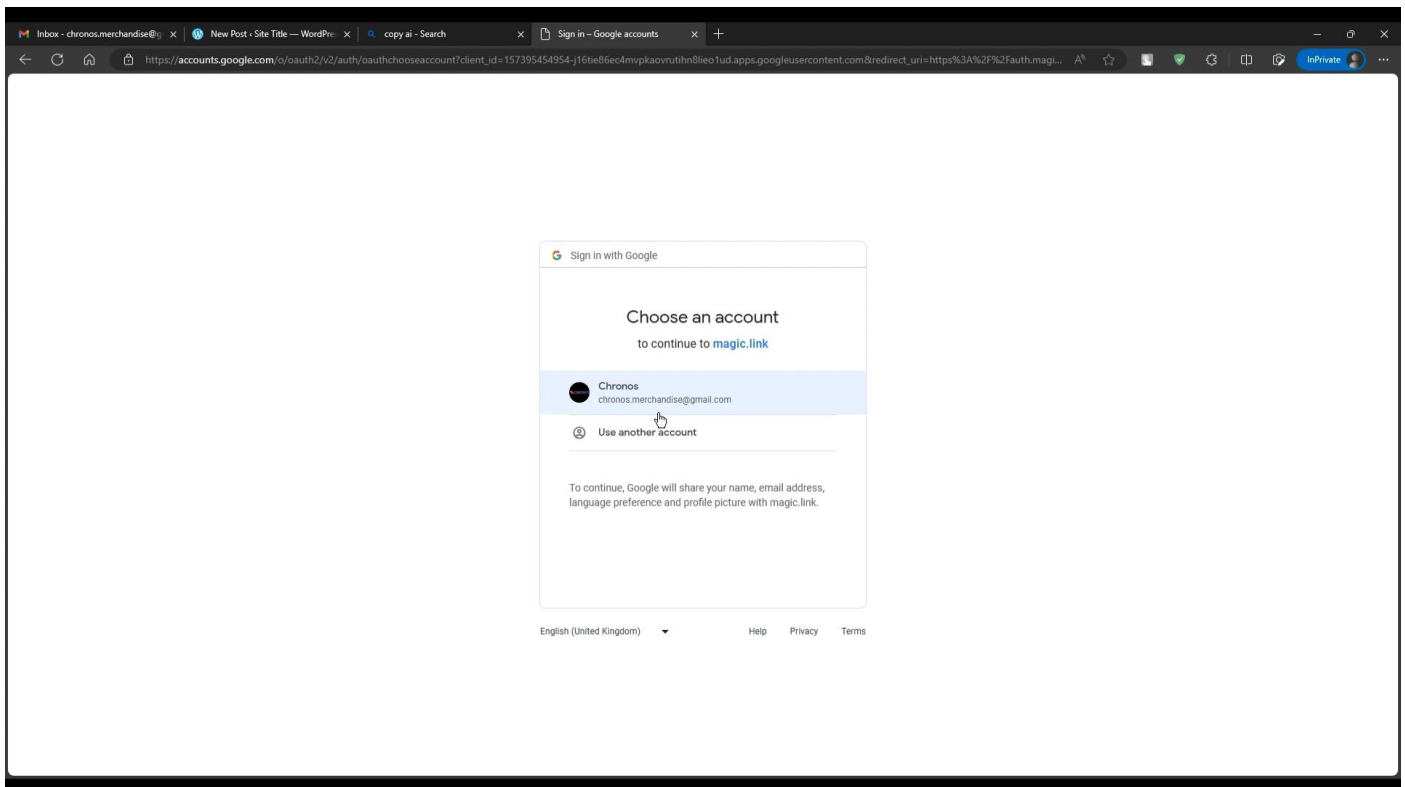 Inbox - chronos.merchandise@g
New Post ‹ Site Title — WordPre
copy ai - Search
Sign in – Google accounts
https://accounts.google.com/o/oauth2/v2/auth/oauthchooseaccount?client_id=157395454954-j16tie86ec4mvpkaovrutihn8lieo1ud.apps.googleusercontent.com&redirect_uri=https%3A%2F%2Fauth.magi...
InPrivate
Sign in with Google
Choose an account
to continue to magic.link
Chronos
chronos.merchandise@gmail.com
Use another account
To continue, Google will share your name, email address,
language preference and profile picture with magic.link.
English (United Kingdom)
Help Privacy Terms